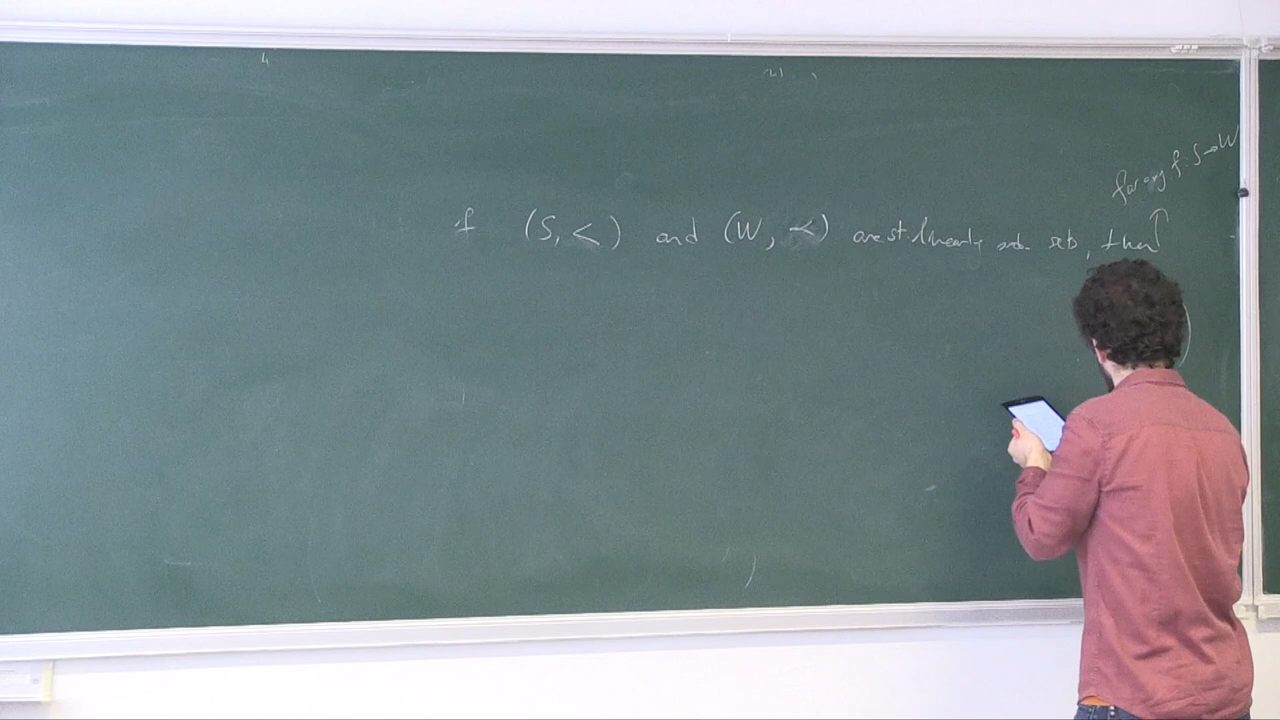 for any f: S→W
if (S, <) and (W, ≺) are st. linearly ord. sets, then ↑